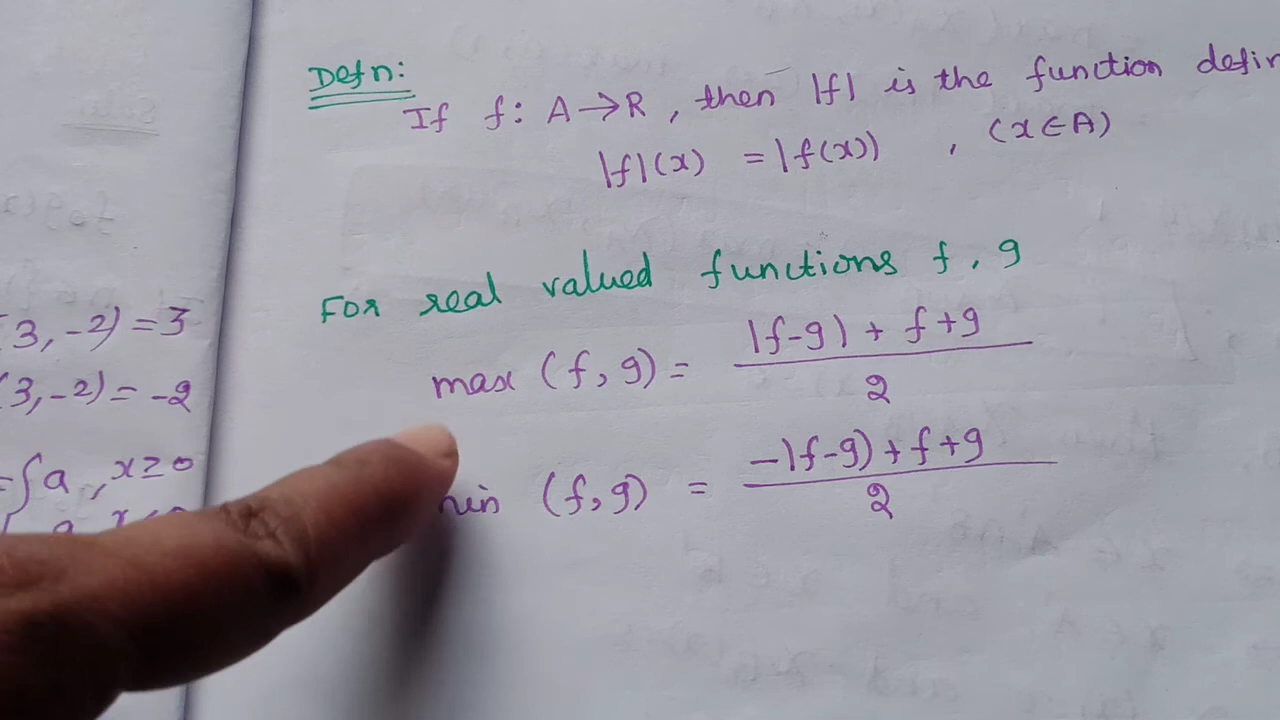 3, -2) = 3
(3, -2) = -2
= { a, x ≥ 0
Defn:
If f: A → R, then |f| is the function defin
|f|(x) = |f(x)| , (x ∈ A)
For real valued functions f, g
max (f, g) = |f-g| + f + g / 2
min (f, g) = -|f-g| + f + g / 2